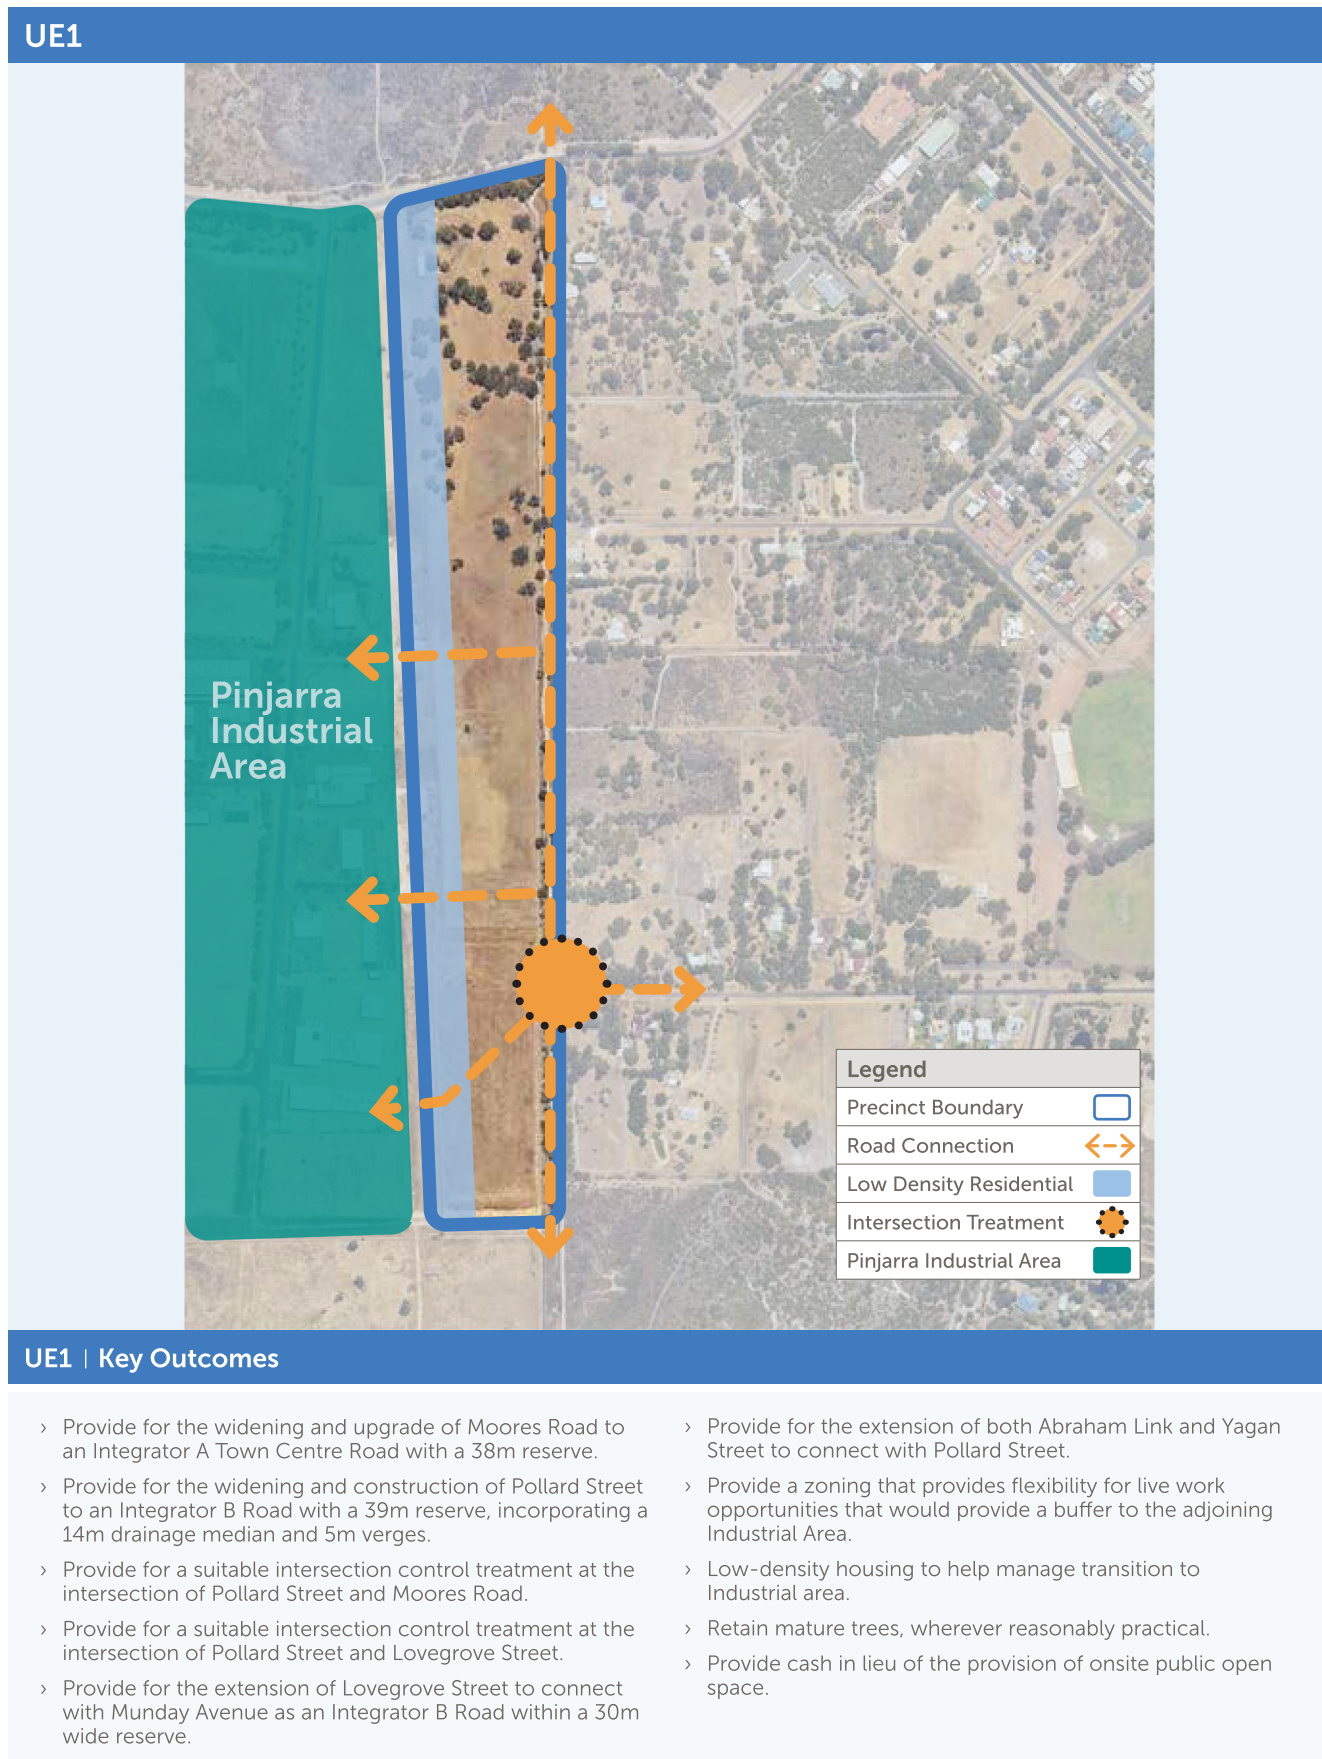 UE1
Pinjarra
Industrial
Area
Legend
Precinct Boundary
Road Connection
Low Density Residential
Intersection Treatment
Pinjarra Industrial Area
UE1 | Key Outcomes
› Provide for the widening and upgrade of Moores Road to
an Integrator A Town Centre Road with a 38m reserve.
› Provide for the widening and construction of Pollard Street
to an Integrator B Road with a 39m reserve, incorporating a
14m drainage median and 5m verges.
› Provide for a suitable intersection control treatment at the
intersection of Pollard Street and Moores Road.
› Provide for a suitable intersection control treatment at the
intersection of Pollard Street and Lovegrove Street.
› Provide for the extension of Lovegrove Street to connect
with Munday Avenue as an Integrator B Road within a 30m
wide reserve.
› Provide for the extension of both Abraham Link and Yagan
Street to connect with Pollard Street.
› Provide a zoning that provides flexibility for live work
opportunities that would provide a buffer to the adjoining
Industrial Area.
› Low-density housing to help manage transition to
Industrial area.
› Retain mature trees, wherever reasonably practical.
› Provide cash in lieu of the provision of onsite public open
space.